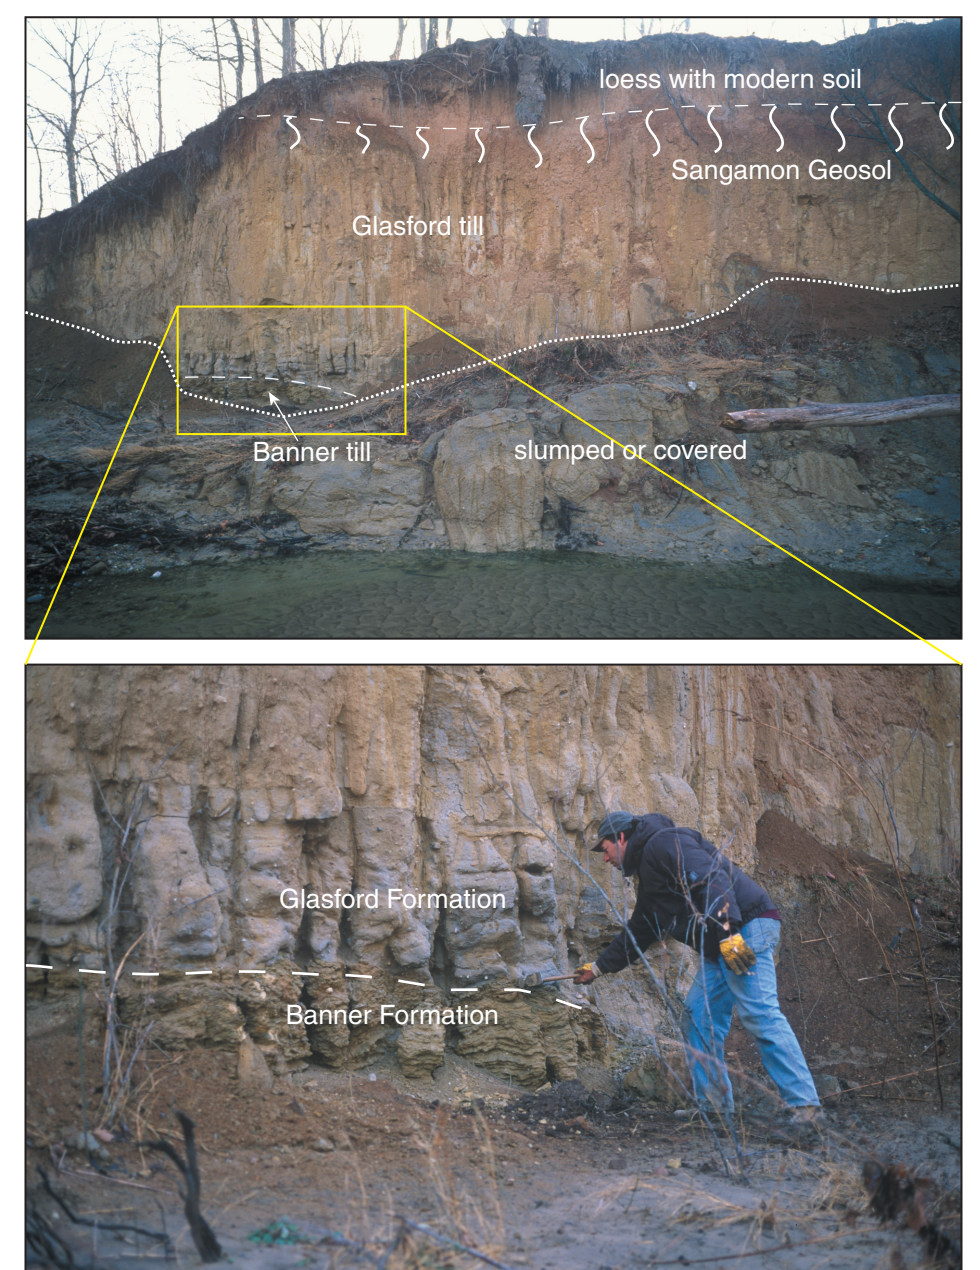 loess with modern soil
Sangamon Geosol
Glasford till
Banner till
slumped or covered
Glasford Formation
Banner Formation